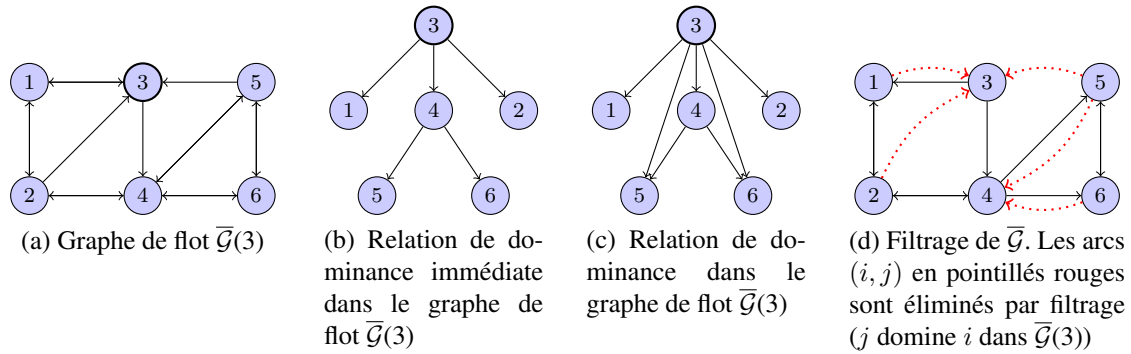 3
3
1
3
5
1
4
2
1
4
2
1
3
5
2
4
6
5
6
5
6
2
4
6
(a) Graphe de flot G̅(3)
(b) Relation de do-
minance immédiate
dans le graphe de
flot G̅(3)
(c) Relation de do-
minance dans le
graphe de flot G̅(3)
(d) Filtrage de G̅. Les arcs
(i, j) en pointillés rouges
sont éliminés par filtrage
(j domine i dans G̅(3))